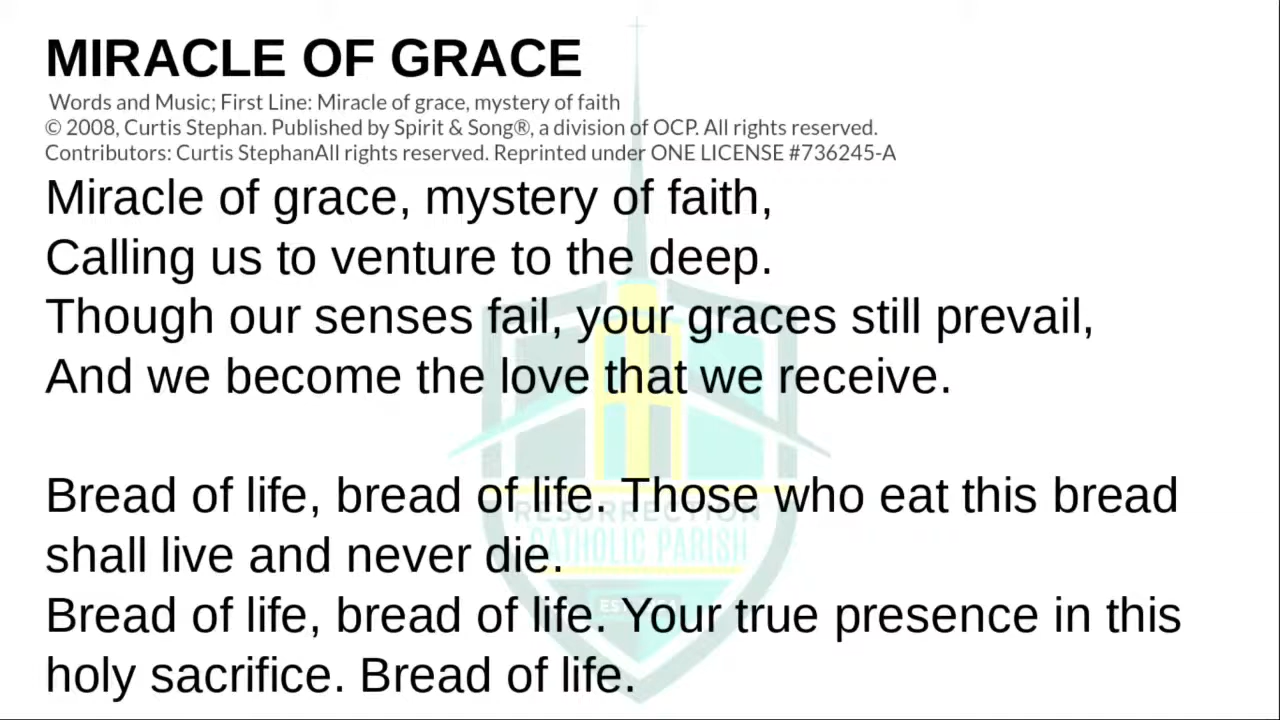 MIRACLE OF GRACE
Words and Music; First Line: Miracle of grace, mystery of faith
© 2008, Curtis Stephan. Published by Spirit & Song®, a division of OCP. All rights reserved.
Contributors: Curtis StephanAll rights reserved. Reprinted under ONE LICENSE #736245-A
Miracle of grace, mystery of faith,
Calling us to venture to the deep.
Though our senses fail, your graces still prevail,
And we become the love that we receive.
Bread of life, bread of life. Those who eat this bread
shall live and never die.
Bread of life, bread of life. Your true presence in this
holy sacrifice. Bread of life.
RESURRECTION
CATHOLIC PARISH